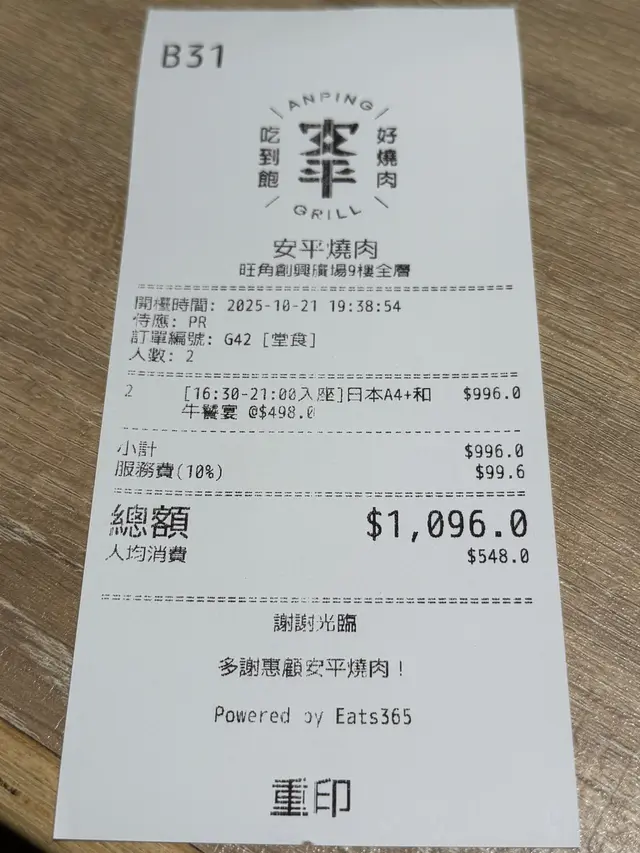 B31
ANPING
吃到飽
安平
好燒肉
GRILL
安平燒肉
旺角創興廣場9樓全層
開檯時間: 2025-10-21 19:38:54
侍應: PR
訂單編號: G42 [堂食]
人數: 2
2 [16:30-21:00入座]日本A4+和 $996.0
牛饗宴 @$498.0
小計 $996.0
服務費(10%) $99.6
總額 $1,096.0
人均消費 $548.0
謝謝光臨
多謝惠顧安平燒肉！
Powered by Eats365
重印